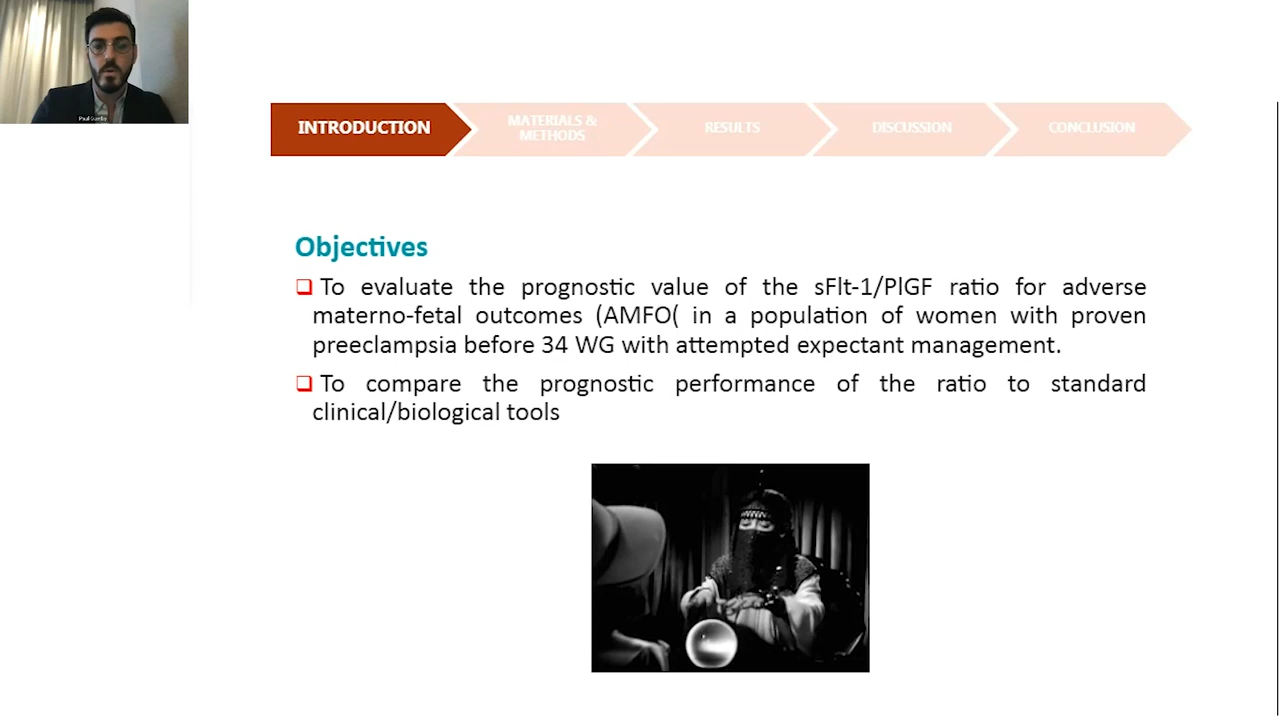 INTRODUCTION
MATERIALS &
METHODS
RESULTS
DISCUSSION
CONCLUSION
Objectives
To evaluate the prognostic value of the sFlt-1/PlGF ratio for adverse
materno-fetal outcomes (AMFO( in a population of women with proven
preeclampsia before 34 WG with attempted expectant management.
To compare the prognostic performance of the ratio to standard
clinical/biological tools